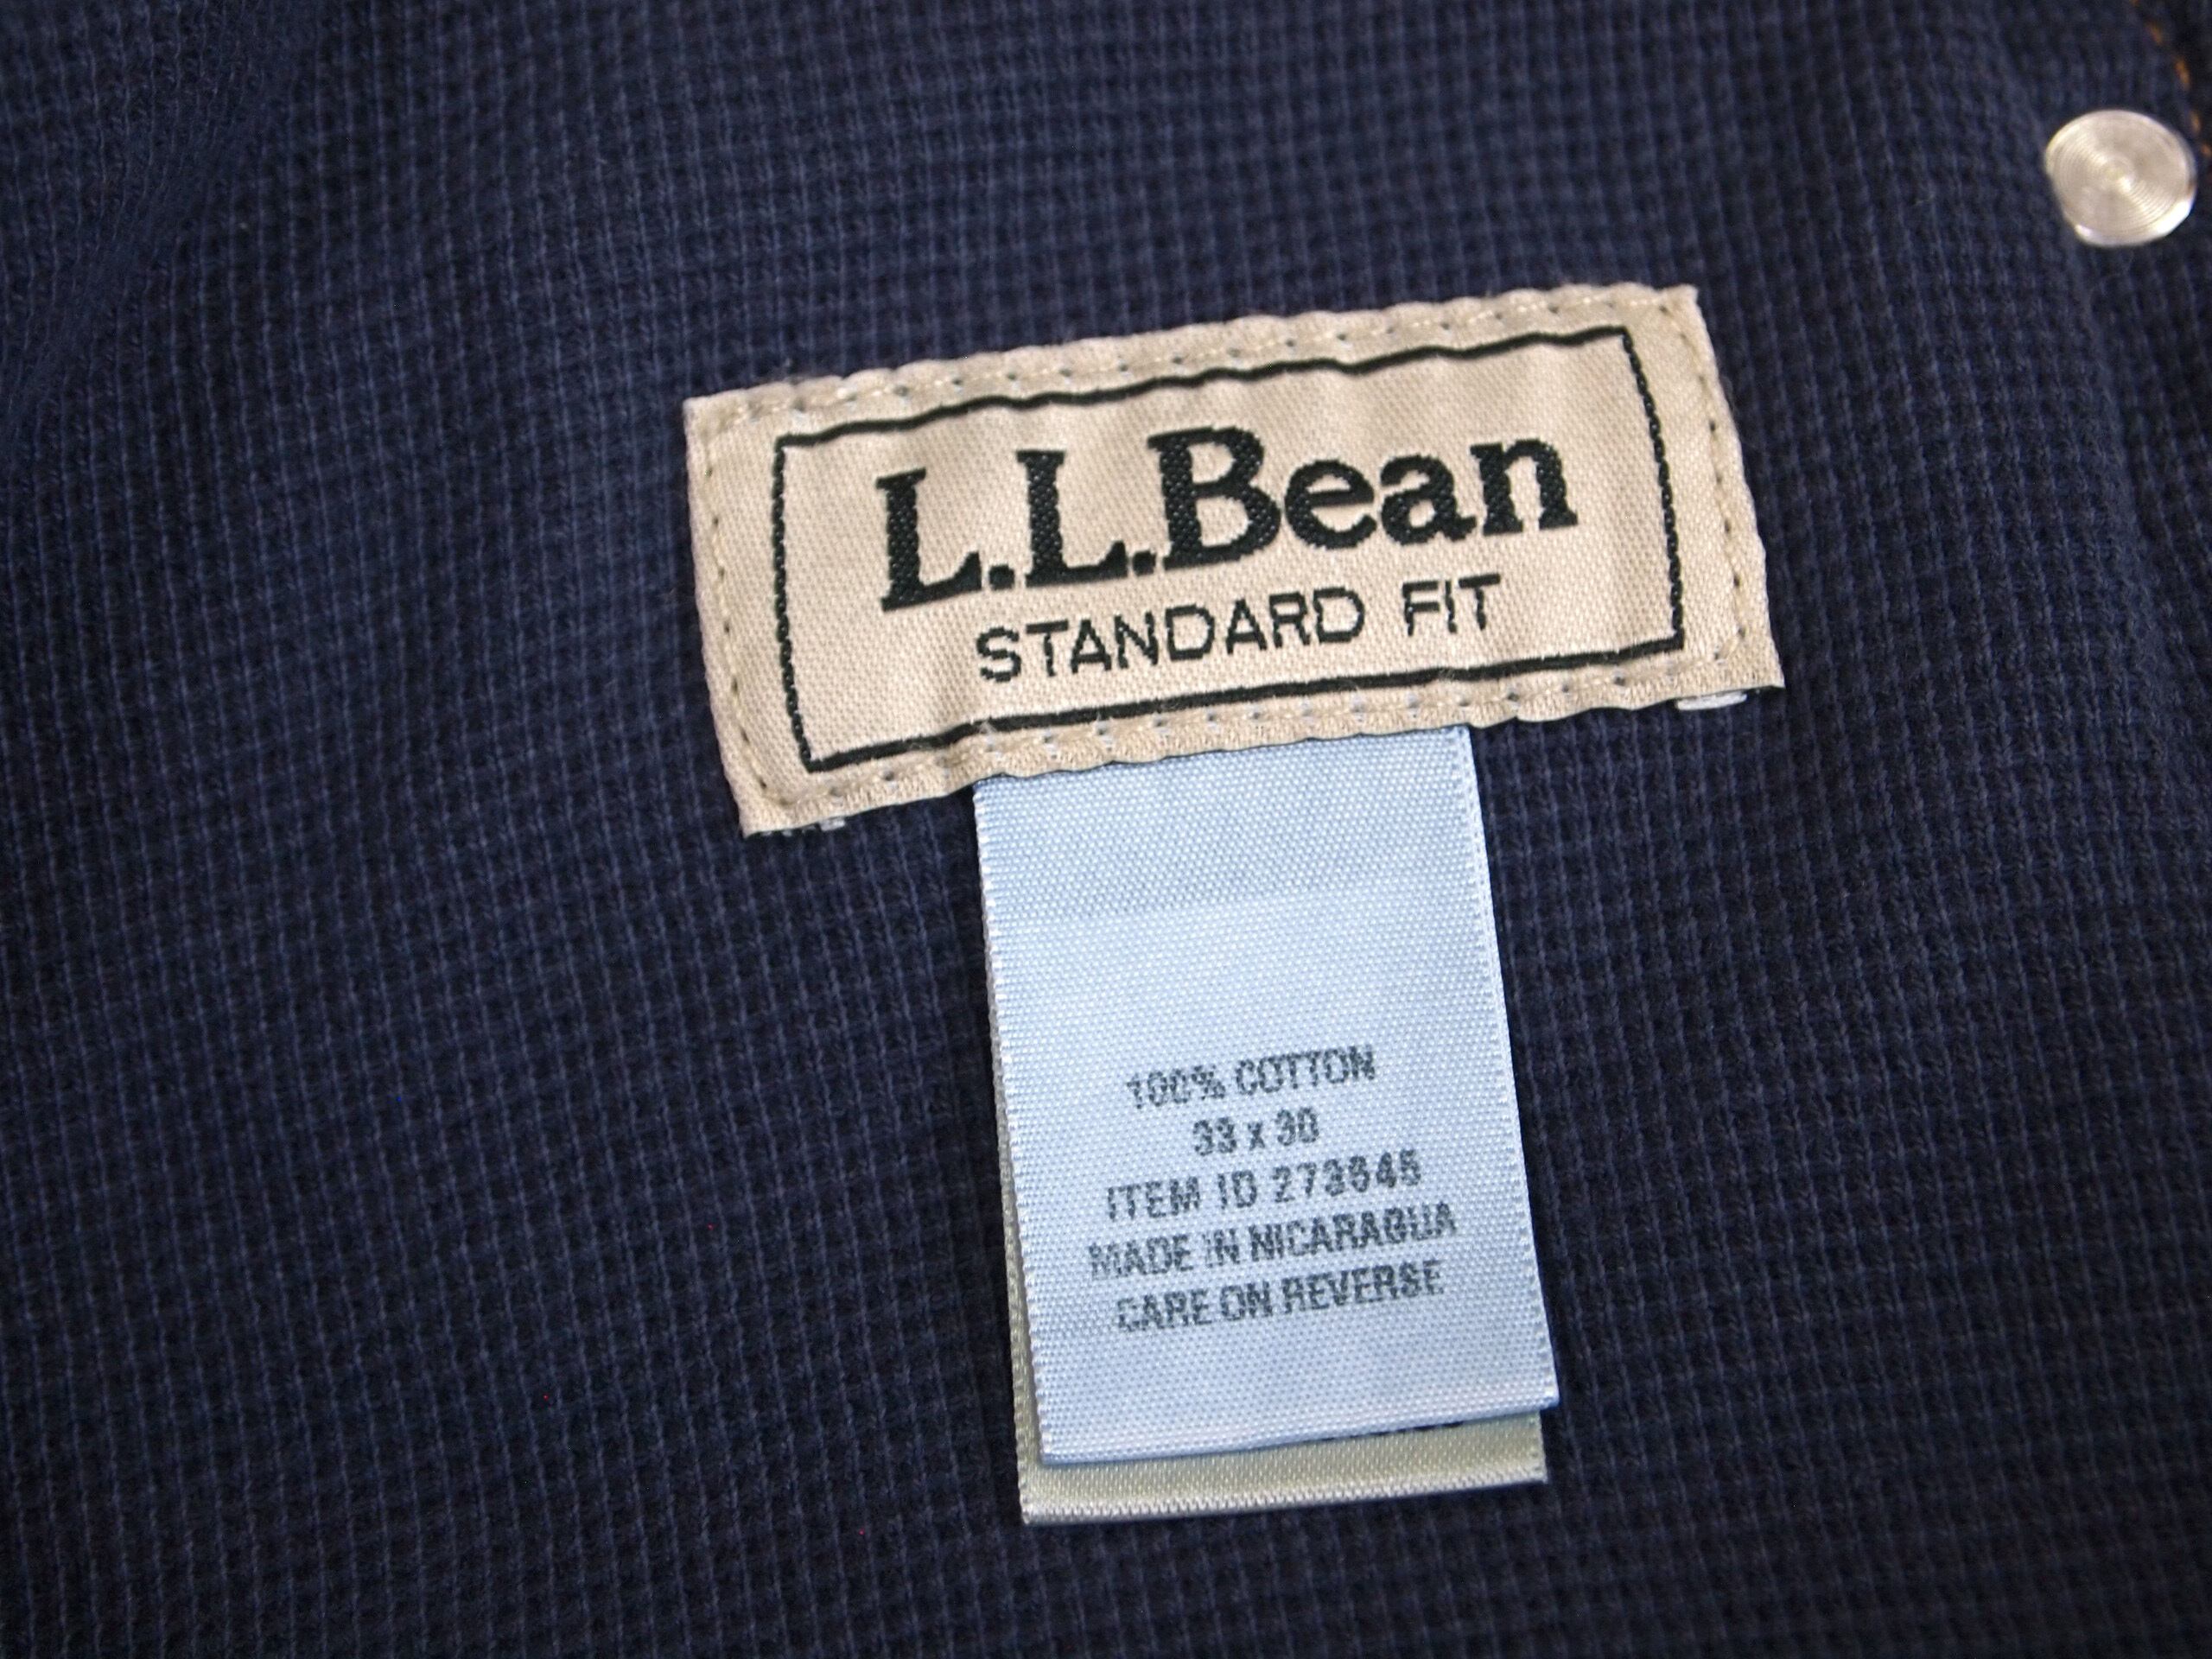 L.L.Bean
STANDARD FIT
100% COTTON
33 x 30
ITEM ID 273645
MADE IN NICARAGUA
CARE ON REVERSE